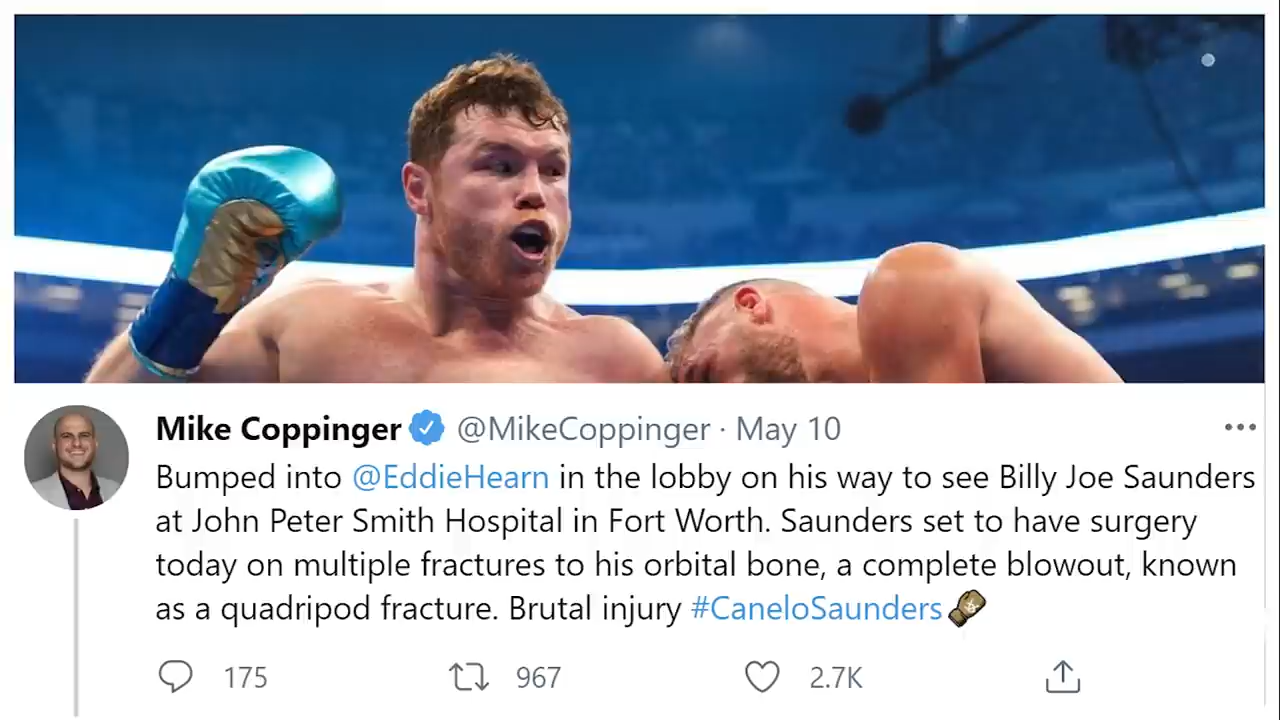 Mike Coppinger @MikeCoppinger · May 10
Bumped into @EddieHearn in the lobby on his way to see Billy Joe Saunders
at John Peter Smith Hospital in Fort Worth. Saunders set to have surgery
today on multiple fractures to his orbital bone, a complete blowout, known
as a quadripod fracture. Brutal injury #CaneloSaunders
175 967 2.7K